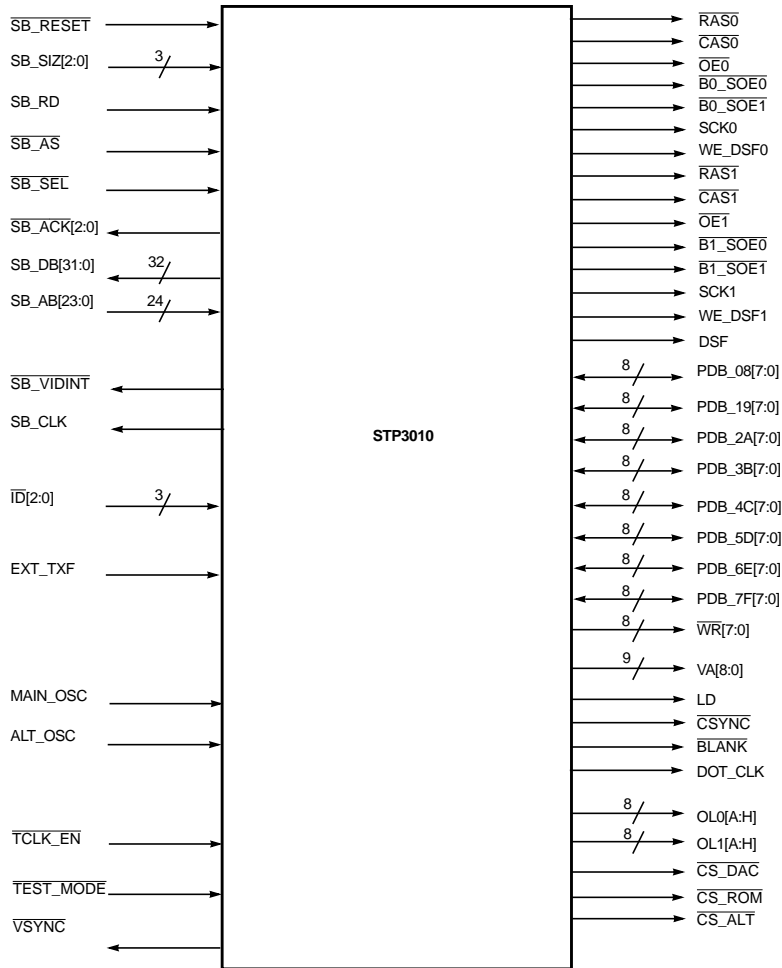 SB_RESET
SB_SIZ[2:0] 3
SB_RD
SB_AS
SB_SEL
SB_ACK[2:0]
SB_DB[31:0] 32
SB_AB[23:0] 24
SB_VIDINT
SB_CLK
ID[2:0] 3
EXT_TXF
MAIN_OSC
ALT_OSC
TCLK_EN
TEST_MODE
VSYNC
STP3010
RAS0
CAS0
OE0
B0_SOE0
B0_SOE1
SCK0
WE_DSF0
RAS1
CAS1
OE1
B1_SOE0
B1_SOE1
SCK1
WE_DSF1
DSF
8 PDB_08[7:0]
8 PDB_19[7:0]
8 PDB_2A[7:0]
8 PDB_3B[7:0]
8 PDB_4C[7:0]
8 PDB_5D[7:0]
8 PDB_6E[7:0]
8 PDB_7F[7:0]
8 WR[7:0]
9 VA[8:0]
LD
CSYNC
BLANK
DOT_CLK
8 OL0[A:H]
8 OL1[A:H]
CS_DAC
CS_ROM
CS_ALT